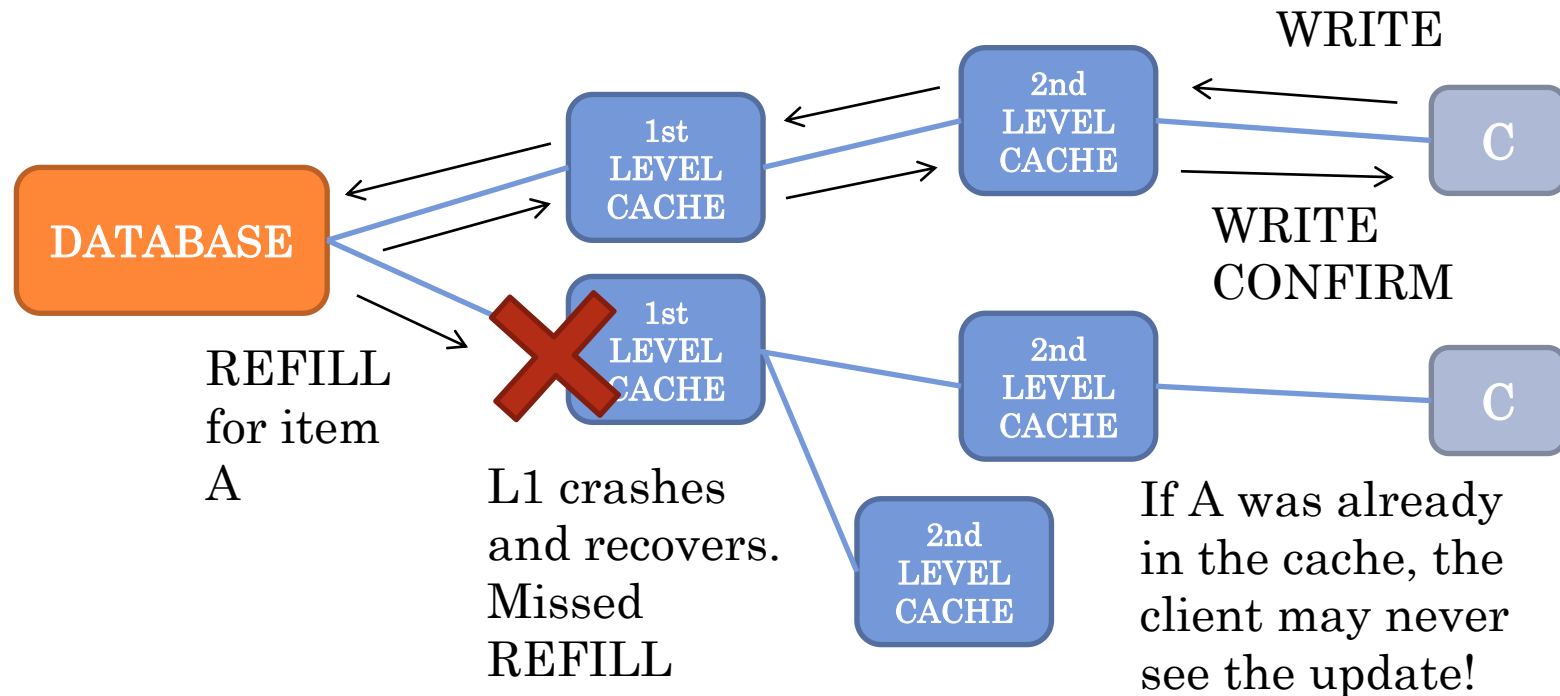 WRITE
2nd
LEVEL
CACHE
1st
LEVEL
CACHE
C
DATABASE
WRITE
CONFIRM
1st
LEVEL
CACHE
2nd
LEVEL
CACHE
C
REFILL
for item
A
L1 crashes
and recovers.
Missed
REFILL
2nd
LEVEL
CACHE
If A was already
in the cache, the
client may never
see the update!